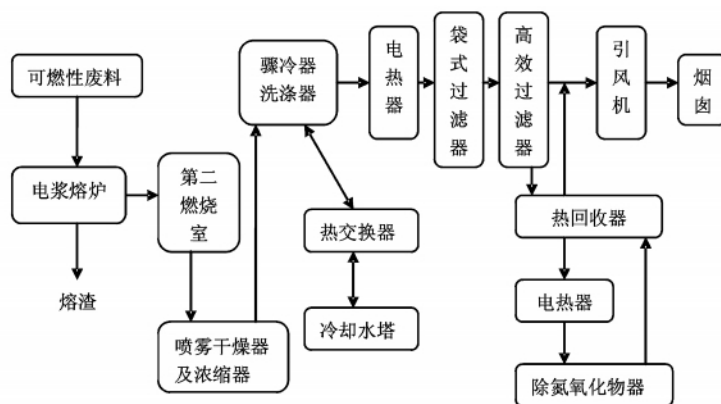 可燃性废料
电浆熔炉
熔渣
第二
燃烧
室
喷雾干燥器
及浓缩器
骤冷器
洗涤器
热交换器
冷却水塔
电热器
袋式过滤器
高效过滤器
引风机
烟囱
热回收器
电热器
除氮氧化物器